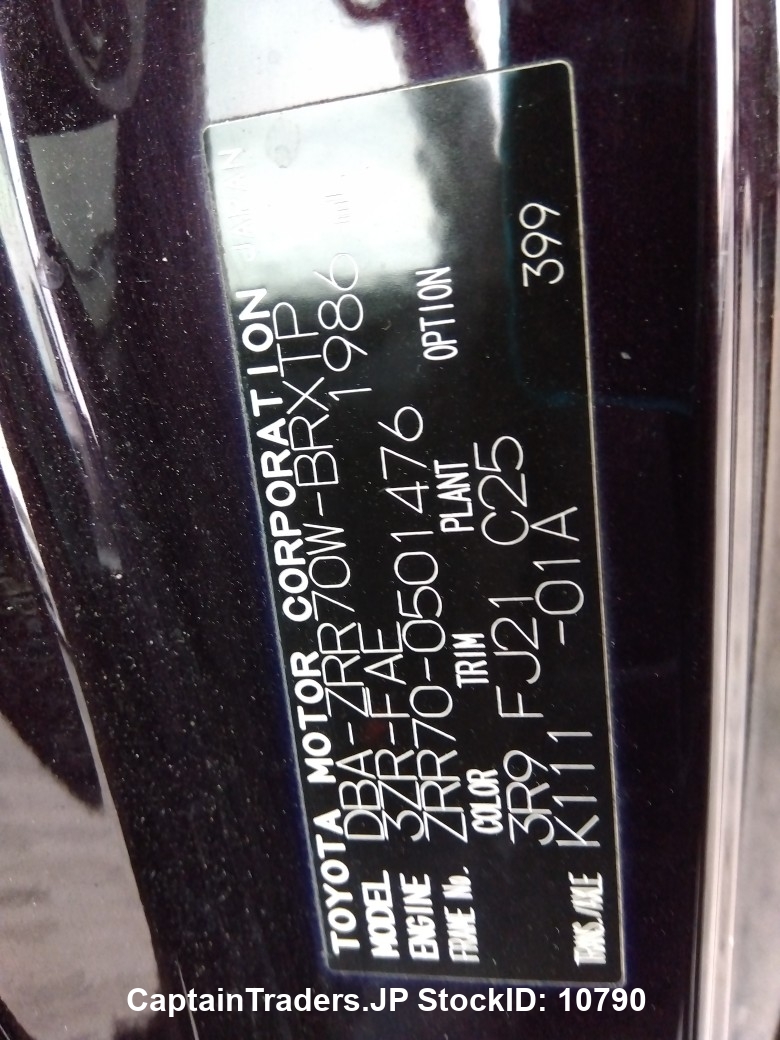 TOYOTA MOTOR CORPORATION JAPAN
MODEL DBA-ZRR70W-BRXTP
ENGINE 3ZR-FAE 1986 mL
FRAME No. ZRR70-0501476
COLOR TRIM PLANT OPTION
3R9 FJ21 C25 399
TRANS./AXLE K111 -01A
CaptainTraders.JP StockID: 10790